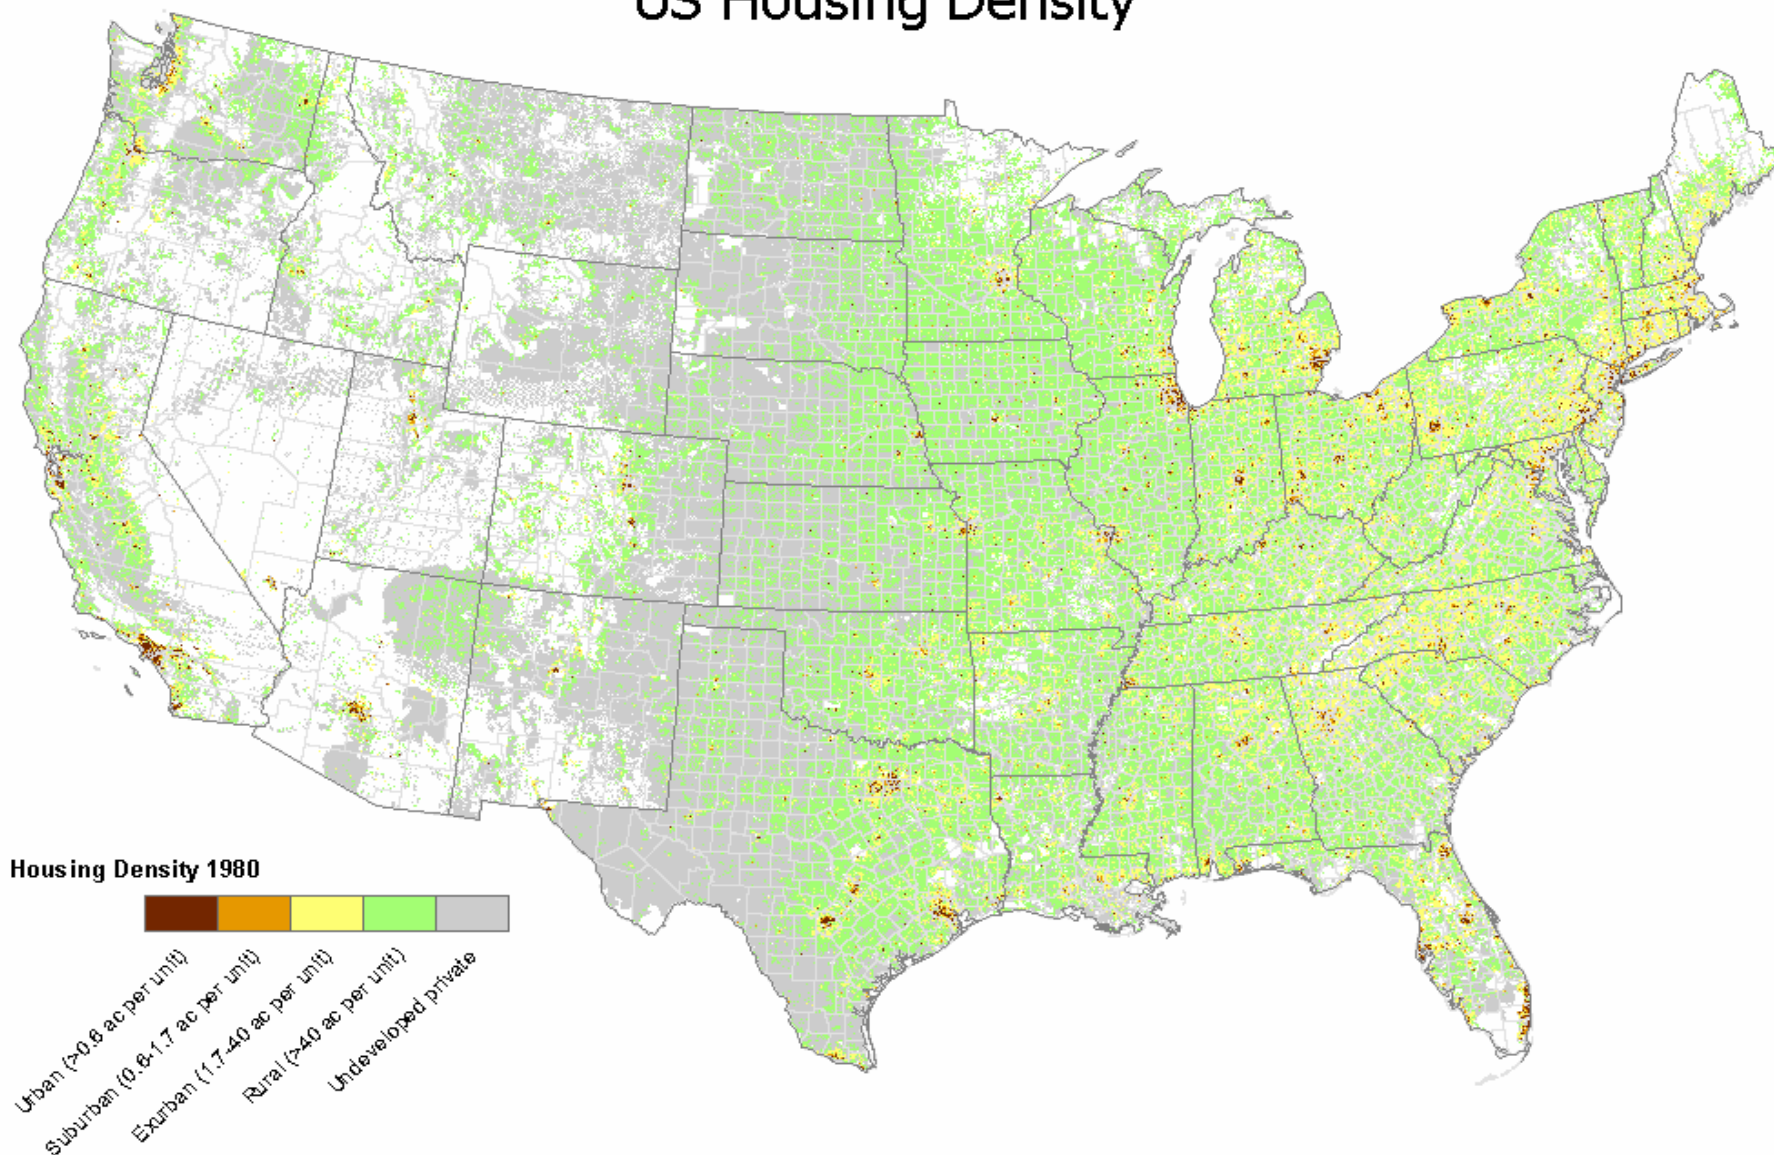 US Housing Density
Housing Density 1980
Urban (>0.6 ac per unit)
Suburban (0.6-1.7 ac per unit)
Exurban (1.7-40 ac per unit)
Rural (>40 ac per unit)
Undeveloped private